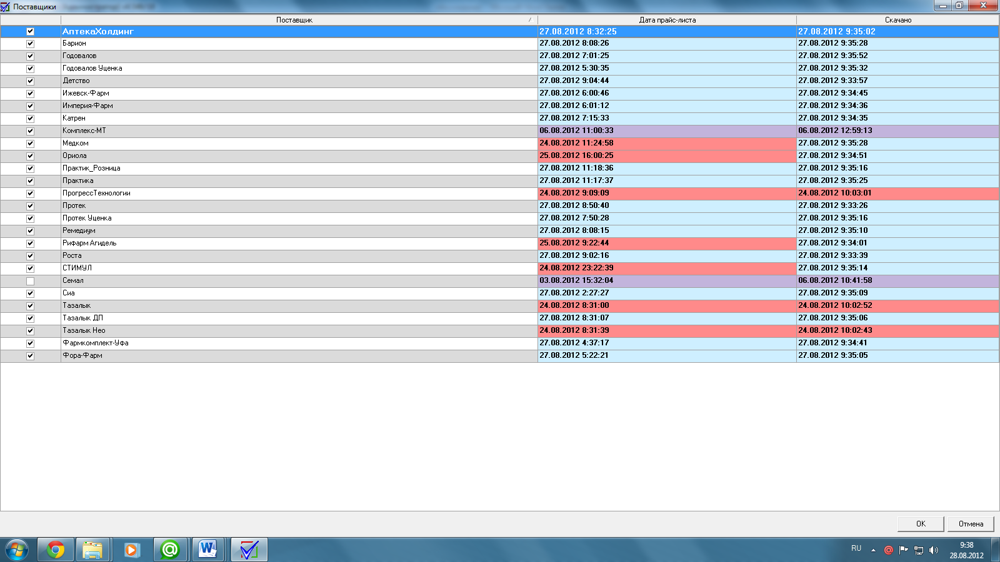 Поставщики
Поставщик Дата прайс-листа Скачано
АптекаХолдинг 27.08.2012 8:32:25 27.08.2012 9:35:02
Барион 27.08.2012 8:08:26 27.08.2012 9:35:28
Годовалов 27.08.2012 7:01:25 27.08.2012 9:35:52
Годовалов Уценка 27.08.2012 5:30:35 27.08.2012 9:35:32
Детство 27.08.2012 9:04:44 27.08.2012 9:33:57
Ижевск-Фарм 27.08.2012 6:00:46 27.08.2012 9:34:45
Империя-Фарм 27.08.2012 6:01:12 27.08.2012 9:34:36
Катрен 27.08.2012 7:15:33 27.08.2012 9:34:35
Комплекс-МТ 06.08.2012 11:00:33 06.08.2012 12:59:13
Медком 24.08.2012 11:24:58 27.08.2012 9:35:28
Ориола 25.08.2012 16:00:25 27.08.2012 9:34:51
Практик_Розница 27.08.2012 11:18:36 27.08.2012 9:35:16
Практика 27.08.2012 11:17:37 27.08.2012 9:35:25
ПрогрессТехнологии 24.08.2012 9:09:09 24.08.2012 10:03:01
Протек 27.08.2012 8:50:40 27.08.2012 9:33:26
Протек Уценка 27.08.2012 7:50:28 27.08.2012 9:35:16
Ремедиум 27.08.2012 8:08:15 27.08.2012 9:35:10
Рифарм Агидель 25.08.2012 9:22:44 27.08.2012 9:34:01
Роста 27.08.2012 9:02:16 27.08.2012 9:33:39
СТИМУЛ 24.08.2012 23:22:39 27.08.2012 9:35:14
Семал 03.08.2012 15:32:04 06.08.2012 10:41:58
Сиа 27.08.2012 2:27:27 27.08.2012 9:35:09
Тазалык 24.08.2012 8:31:00 24.08.2012 10:02:52
Тазалык ДП 27.08.2012 8:31:07 27.08.2012 9:35:06
Тазалык Нео 24.08.2012 8:31:39 24.08.2012 10:02:43
Фармкомплект-Уфа 27.08.2012 4:37:17 27.08.2012 9:34:41
Фора-Фарм 27.08.2012 5:22:21 27.08.2012 9:35:05
ОК Отмена
RU 9:38
28.08.2012